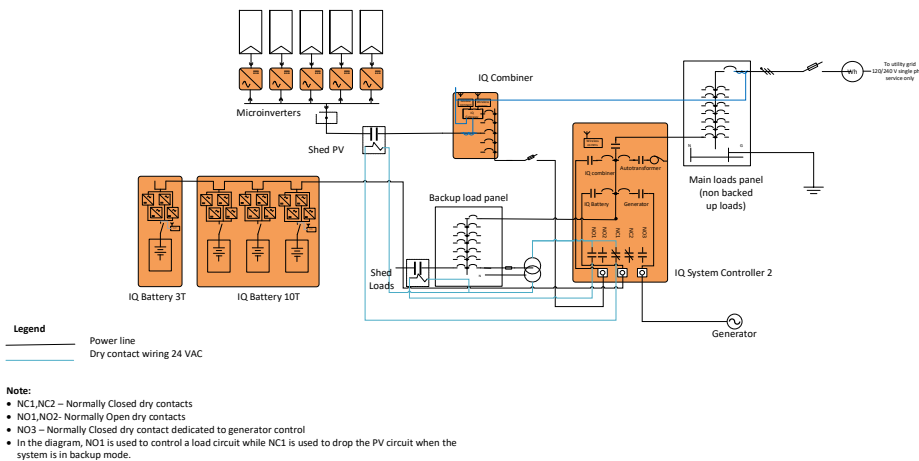 IQ Combiner
To utility grid
120/240 V single ph
service only
Wh
Microinverters
Shed PV
IQ combiner
Autotransformer
N
G
Main loads panel
(non backed
up loads)
Backup load panel
IQ Battery
Generator
NO1
NO2
NC1
NC2
NO3
N
Shed
Loads
IQ System Controller 2
IQ Battery 3T
IQ Battery 10T
Generator
Legend
Power line
Dry contact wiring 24 VAC
Note:
• NC1,NC2 – Normally Closed dry contacts
• NO1,NO2- Normally Open dry contacts
• NO3 – Normally Closed dry contact dedicated to generator control
• In the diagram, NO1 is used to control a load circuit while NC1 is used to drop the PV circuit when the
system is in backup mode.